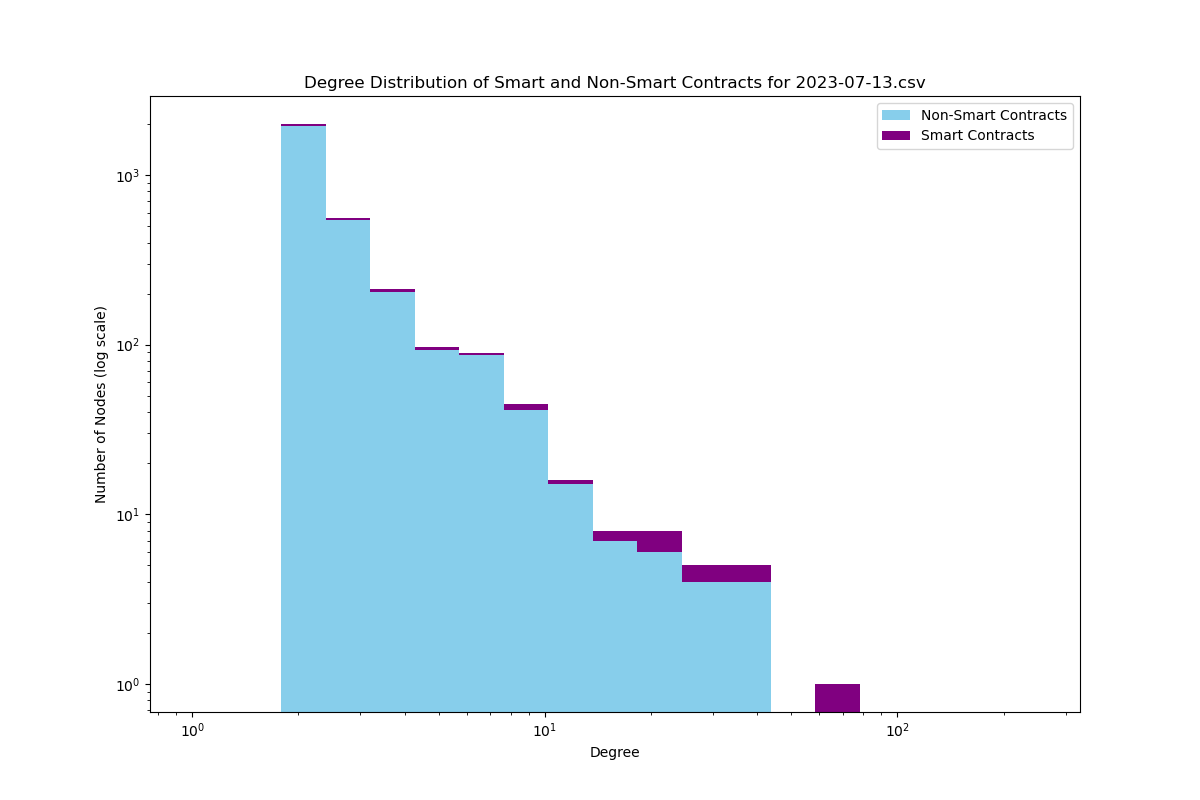 Degree Distribution of Smart and Non-Smart Contracts for 2023-07-13.csv
Non-Smart Contracts
Smart Contracts
Number of Nodes (log scale)
10³
10²
10¹
10⁰
10⁰ 10¹ 10²
Degree